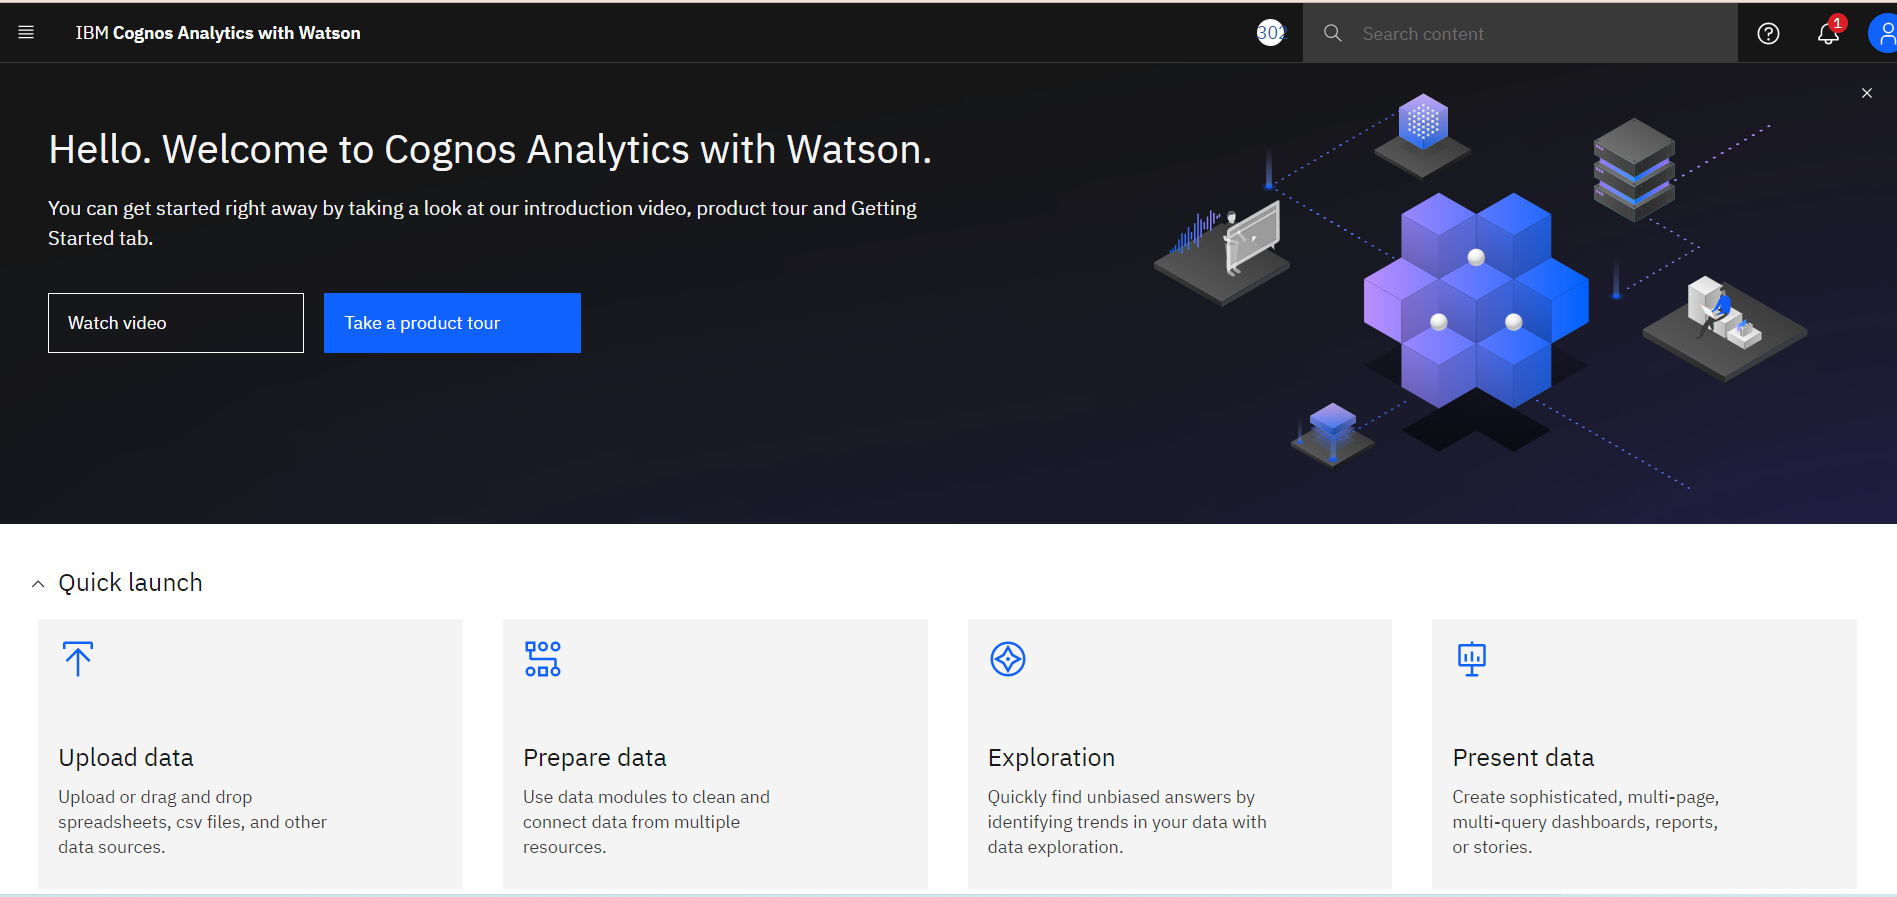 IBM Cognos Analytics with Watson
302
Search content
1
Hello. Welcome to Cognos Analytics with Watson.
You can get started right away by taking a look at our introduction video, product tour and Getting
Started tab.
Watch video
Take a product tour
Quick launch
Upload data
Upload or drag and drop
spreadsheets, csv files, and other
data sources.
Prepare data
Use data modules to clean and
connect data from multiple
resources.
Exploration
Quickly find unbiased answers by
identifying trends in your data with
data exploration.
Present data
Create sophisticated, multi-page,
multi-query dashboards, reports,
or stories.